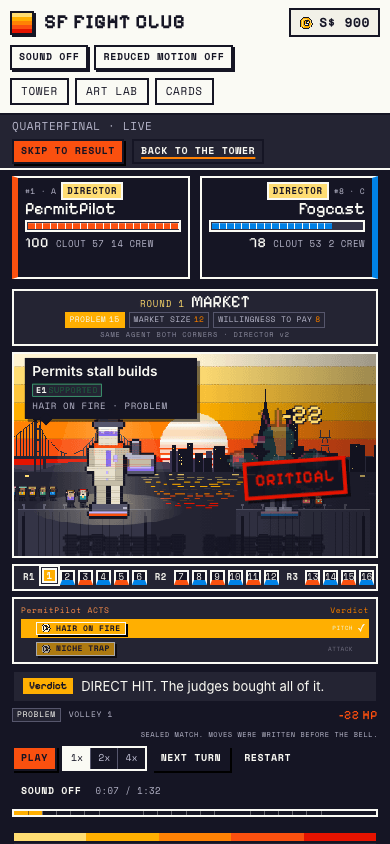 SF FIGHT CLUB
S$ 900
SOUND OFF
REDUCED MOTION OFF
TOWER
ART LAB
CARDS
QUARTERFINAL · LIVE
SKIP TO RESULT
BACK TO THE TOWER
#1 · A DIRECTOR
PermitPilot
100 CLOUT 57 14 CREW
DIRECTOR #8 · C
Fogcast
78 CLOUT 53 2 CREW
ROUND 1 MARKET
PROBLEM 15 MARKET SIZE 12 WILLINGNESS TO PAY 8
SAME AGENT BOTH CORNERS · DIRECTOR v2
Permits stall builds
E1 SUPPORTED
HAIR ON FIRE · PROBLEM
-22
CRITICAL
R1 1 2 3 4 5 6 R2 7 8 9 10 11 12 R3 13 14 15 16
PermitPilot ACTS Verdict
HAIR ON FIRE PITCH ✓
NICHE TRAP ATTACK
Verdict DIRECT HIT. The judges bought all of it.
PROBLEM VOLLEY 1 -22 HP
SEALED MATCH. MOVES WERE WRITTEN BEFORE THE BELL.
PLAY 1x 2x 4x NEXT TURN RESTART
SOUND OFF 0:07 / 1:32